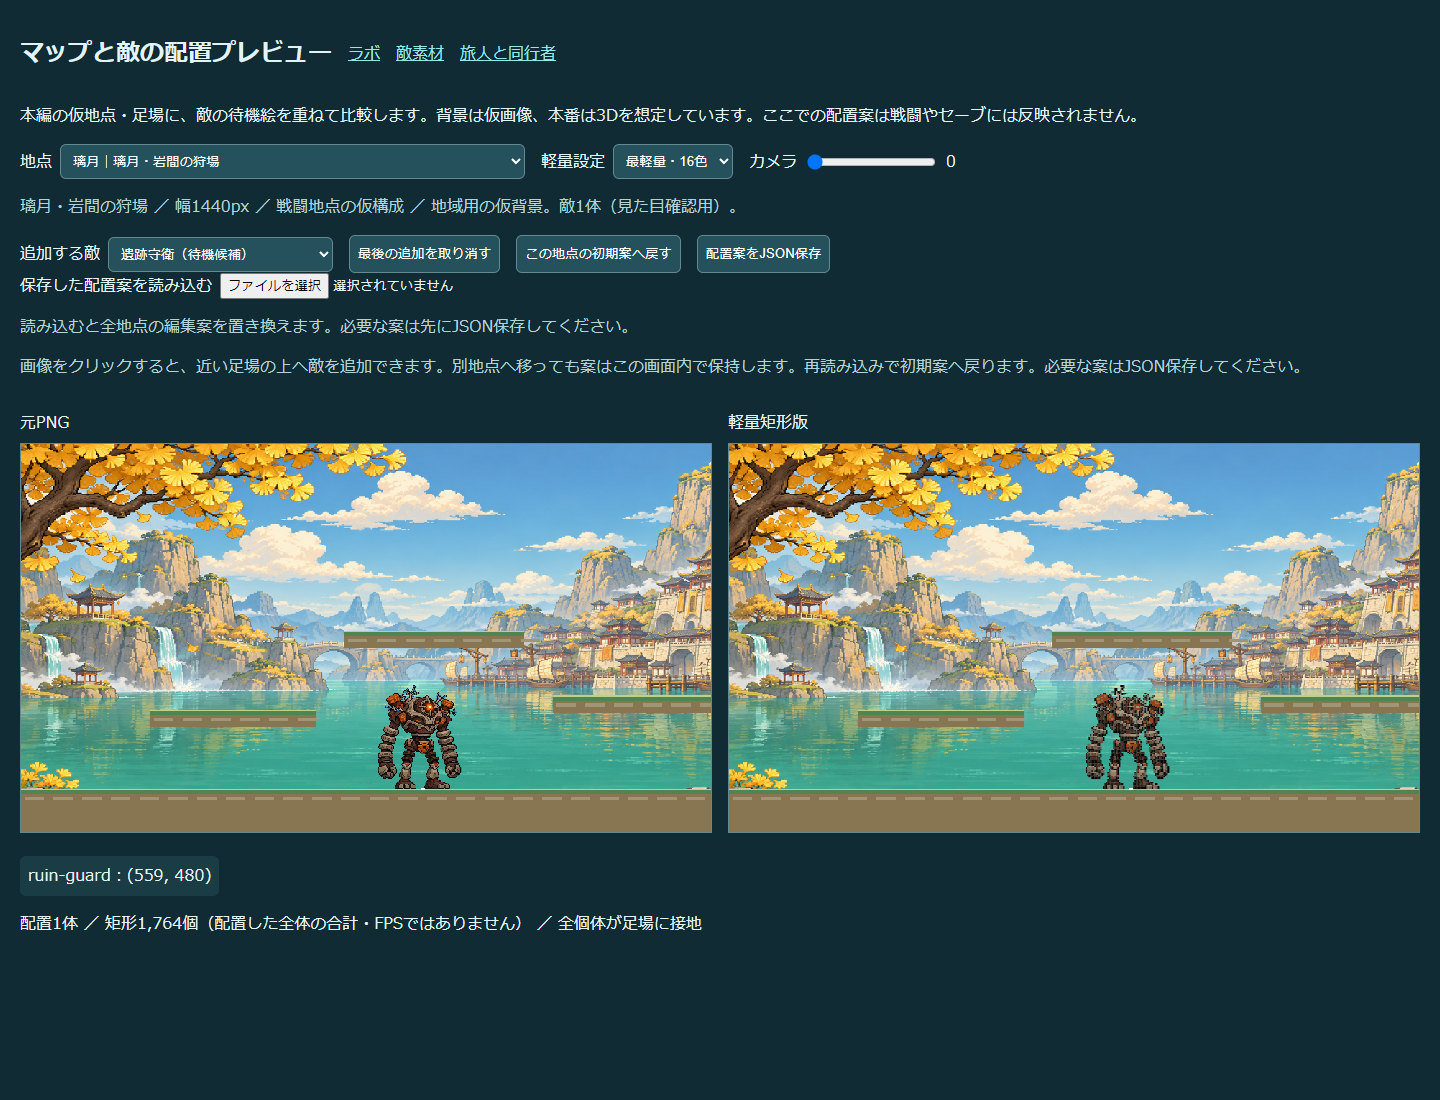 マップと敵の配置プレビュー ラボ 敵素材 旅人と同行者
本編の仮地点・足場に、敵の待機絵を重ねて比較します。背景は仮画像、本番は3Dを想定しています。ここでの配置案は戦闘やセーブには反映されません。
地点 璃月｜璃月・岩間の狩場 軽量設定 最軽量・16色 カメラ 0
璃月・岩間の狩場 ／ 幅1440px ／ 戦闘地点の仮構成 ／ 地域用の仮背景。敵1体（見た目確認用）。
追加する敵 遺跡守衛（待機候補） 最後の追加を取り消す この地点の初期案へ戻す 配置案をJSON保存
保存した配置案を読み込む ファイルを選択 選択されていません
読み込むと全地点の編集案を置き換えます。必要な案は先にJSON保存してください。
画像をクリックすると、近い足場の上へ敵を追加できます。別地点へ移っても案はこの画面内で保持します。再読み込みで初期案へ戻ります。必要な案はJSON保存してください。
元PNG
軽量矩形版
ruin-guard : (559, 480)
配置1体 ／ 矩形1,764個（配置した全体の合計・FPSではありません） ／ 全個体が足場に接地